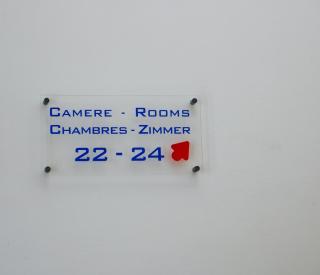 CAMERE - ROOMS
CHAMBRES - ZIMMER
22 - 24